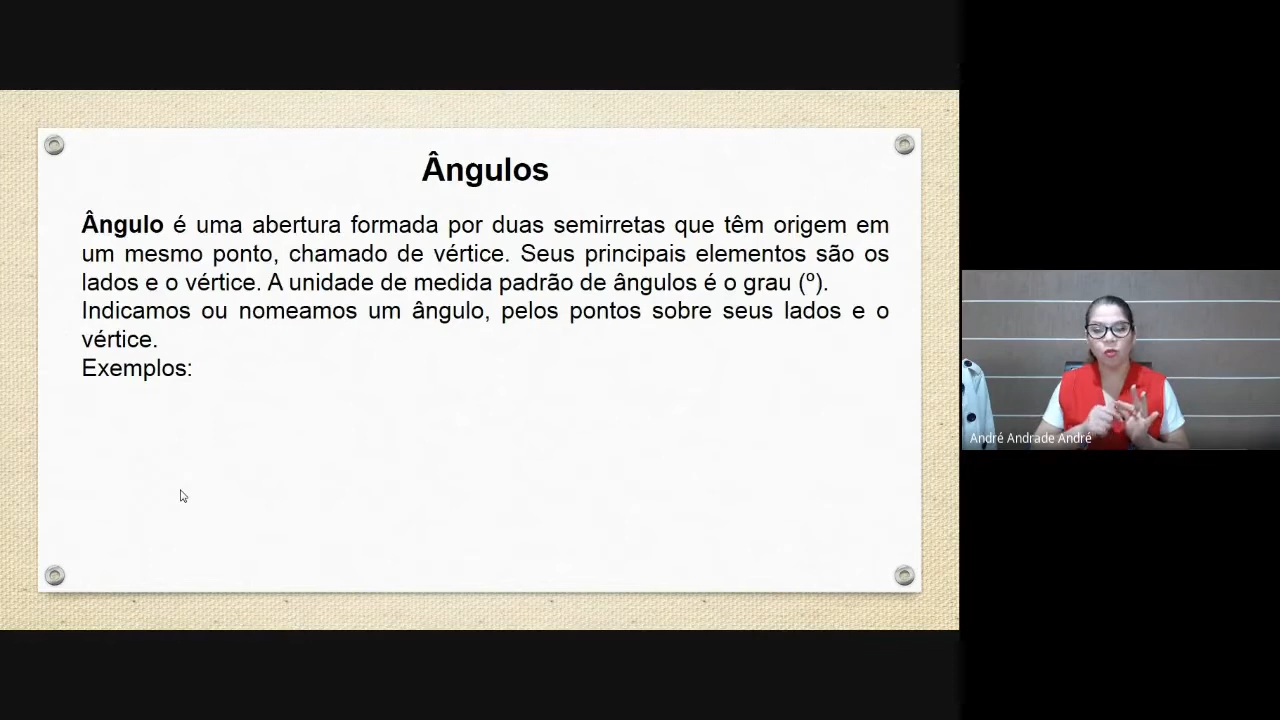 Ângulos
Ângulo é uma abertura formada por duas semirretas que têm origem em
um mesmo ponto, chamado de vértice. Seus principais elementos são os
lados e o vértice. A unidade de medida padrão de ângulos é o grau (º).
Indicamos ou nomeamos um ângulo, pelos pontos sobre seus lados e o
vértice.
Exemplos:
André Andrade André